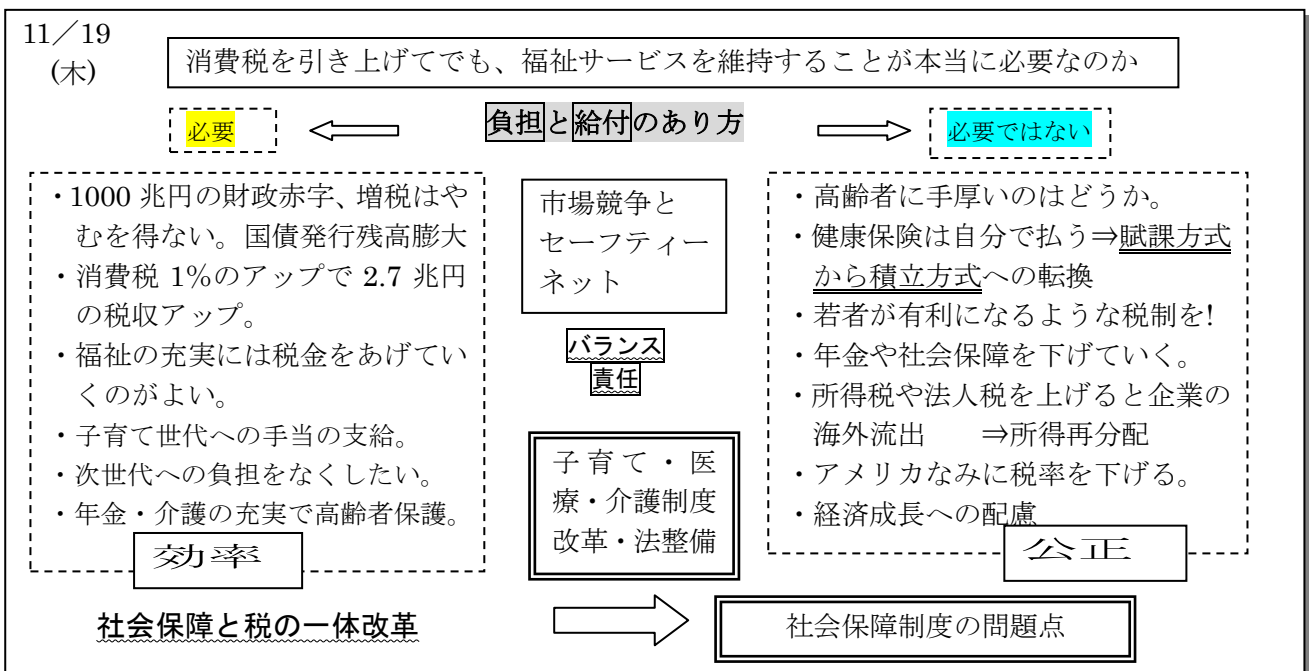 11/19
(木)
消費税を引き上げてでも、福祉サービスを維持することが本当に必要なのか
必要
負担と給付のあり方
必要ではない
・1000 兆円の財政赤字、増税はや
むを得ない。国債発行残高膨大
・消費税 1%のアップで 2.7 兆円
の税収アップ。
・福祉の充実には税金をあげてい
くのがよい。
・子育て世代への手当の支給。
・次世代への負担をなくしたい。
・年金・介護の充実で高齢者保護。
効率
市場競争と
セーフティー
ネット
バランス
責任
子育て・医
療・介護制度
改革・法整備
・高齢者に手厚いのはどうか。
・健康保険は自分で払う⇒賦課方式
から積立方式への転換
・若者が有利になるような税制を!
・年金や社会保障を下げていく。
・所得税や法人税を上げると企業の
海外流出 ⇒所得再分配
・アメリカなみに税率を下げる。
・経済成長への配慮
公正
社会保障と税の一体改革
社会保障制度の問題点